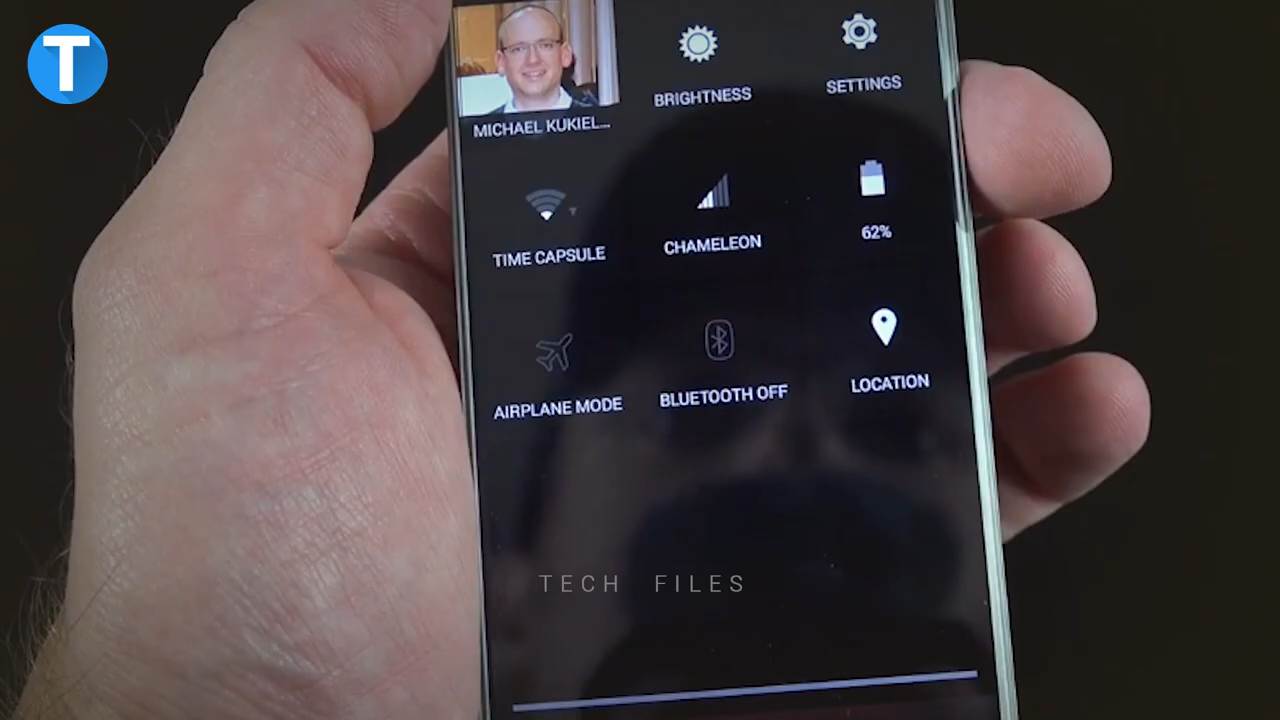 T
MICHAEL KUKIEL...
BRIGHTNESS
SETTINGS
TIME CAPSULE
CHAMELEON
62%
AIRPLANE MODE
BLUETOOTH OFF
LOCATION
TECH FILES